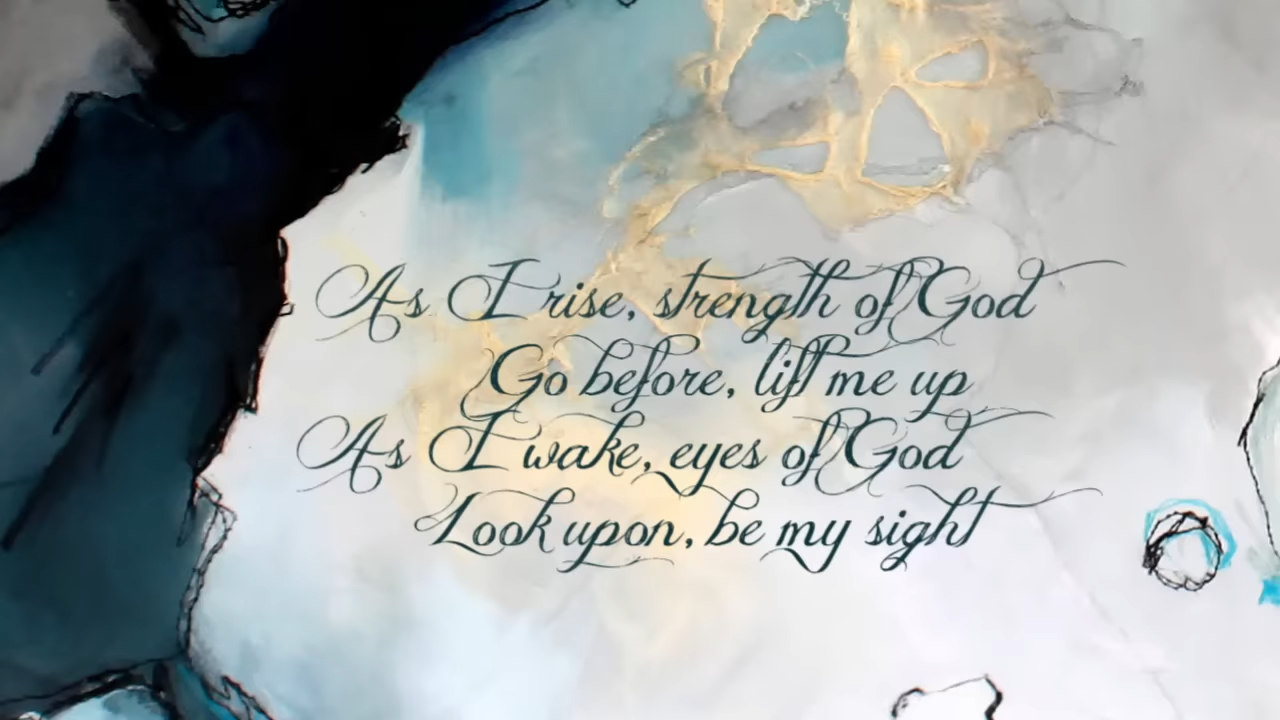 As I rise, strength of God
Go before, lift me up
As I wake, eyes of God
Look upon, be my sight